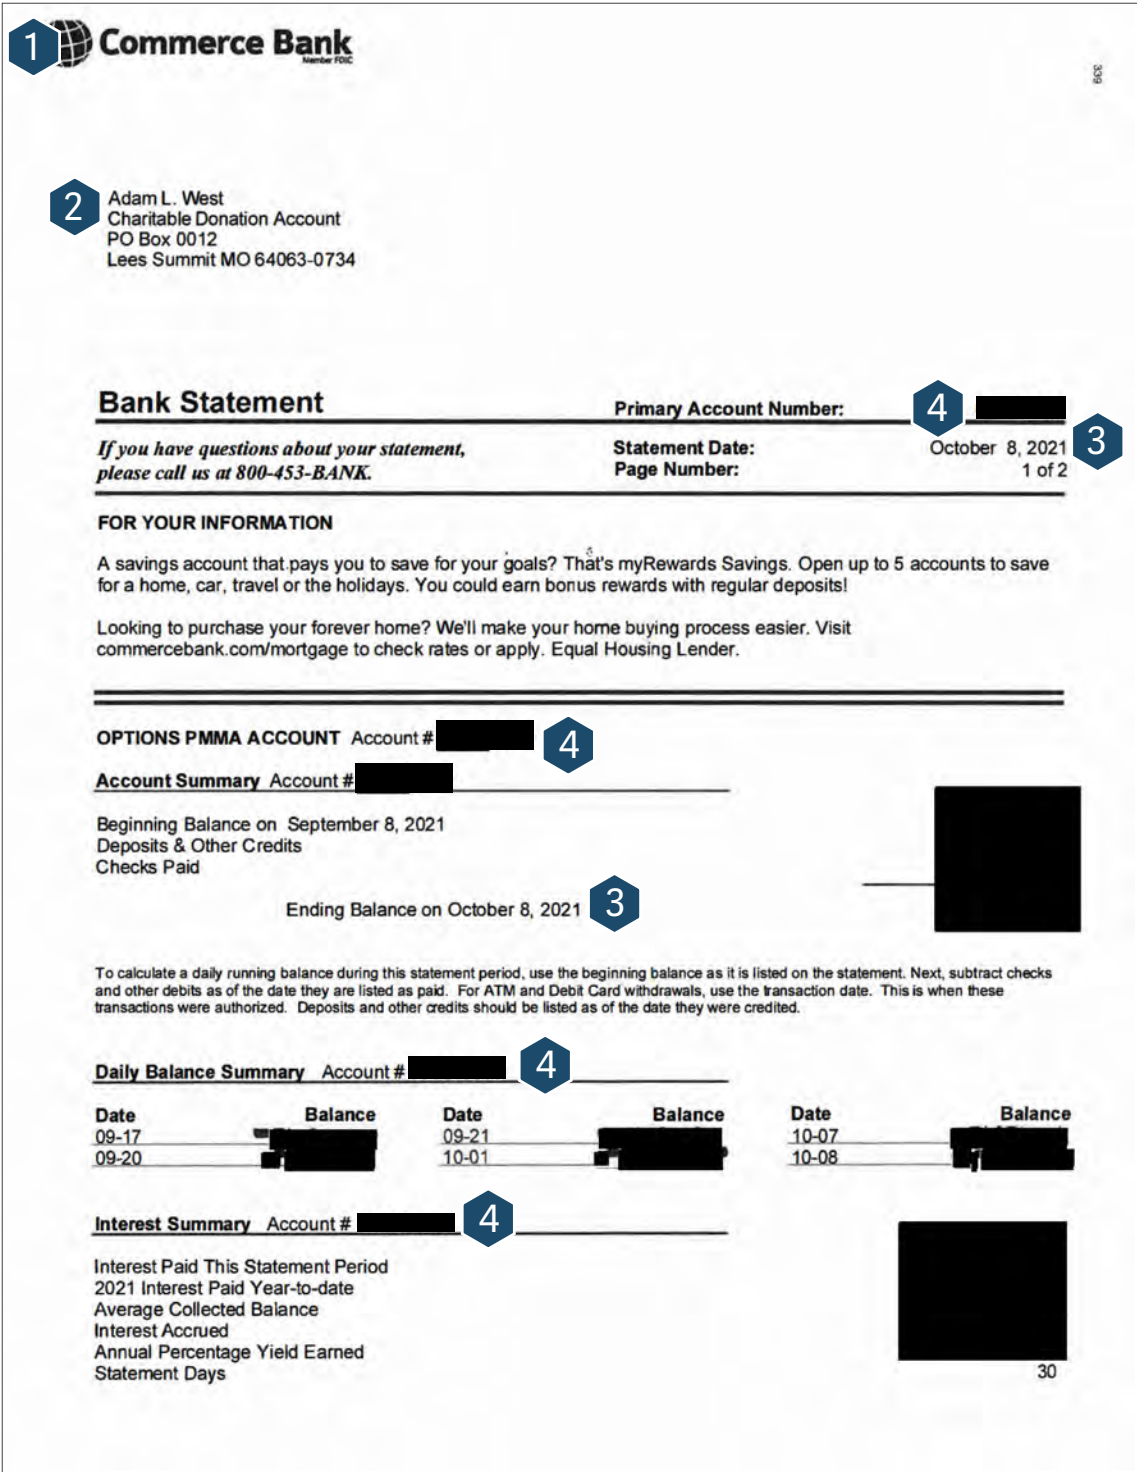 1 Commerce Bank
Member FDIC
339
2 Adam L. West
Charitable Donation Account
PO Box 0012
Lees Summit MO 64063-0734
Bank Statement
Primary Account Number: 4
If you have questions about your statement,
please call us at 800-453-BANK.
Statement Date: October 8, 2021 3
Page Number: 1 of 2
FOR YOUR INFORMATION
A savings account that pays you to save for your goals? That's myRewards Savings. Open up to 5 accounts to save
for a home, car, travel or the holidays. You could earn bonus rewards with regular deposits!
Looking to purchase your forever home? We'll make your home buying process easier. Visit
commercebank.com/mortgage to check rates or apply. Equal Housing Lender.
OPTIONS PMMA ACCOUNT Account # 4
Account Summary Account #
Beginning Balance on September 8, 2021
Deposits & Other Credits
Checks Paid
Ending Balance on October 8, 2021 3
To calculate a daily running balance during this statement period, use the beginning balance as it is listed on the statement. Next, subtract checks
and other debits as of the date they are listed as paid. For ATM and Debit Card withdrawals, use the transaction date. This is when these
transactions were authorized. Deposits and other credits should be listed as of the date they were credited.
Daily Balance Summary Account # 4
Date Balance Date Balance Date Balance
09-17 09-21 10-07
09-20 10-01 10-08
Interest Summary Account # 4
Interest Paid This Statement Period
2021 Interest Paid Year-to-date
Average Collected Balance
Interest Accrued
Annual Percentage Yield Earned
Statement Days 30